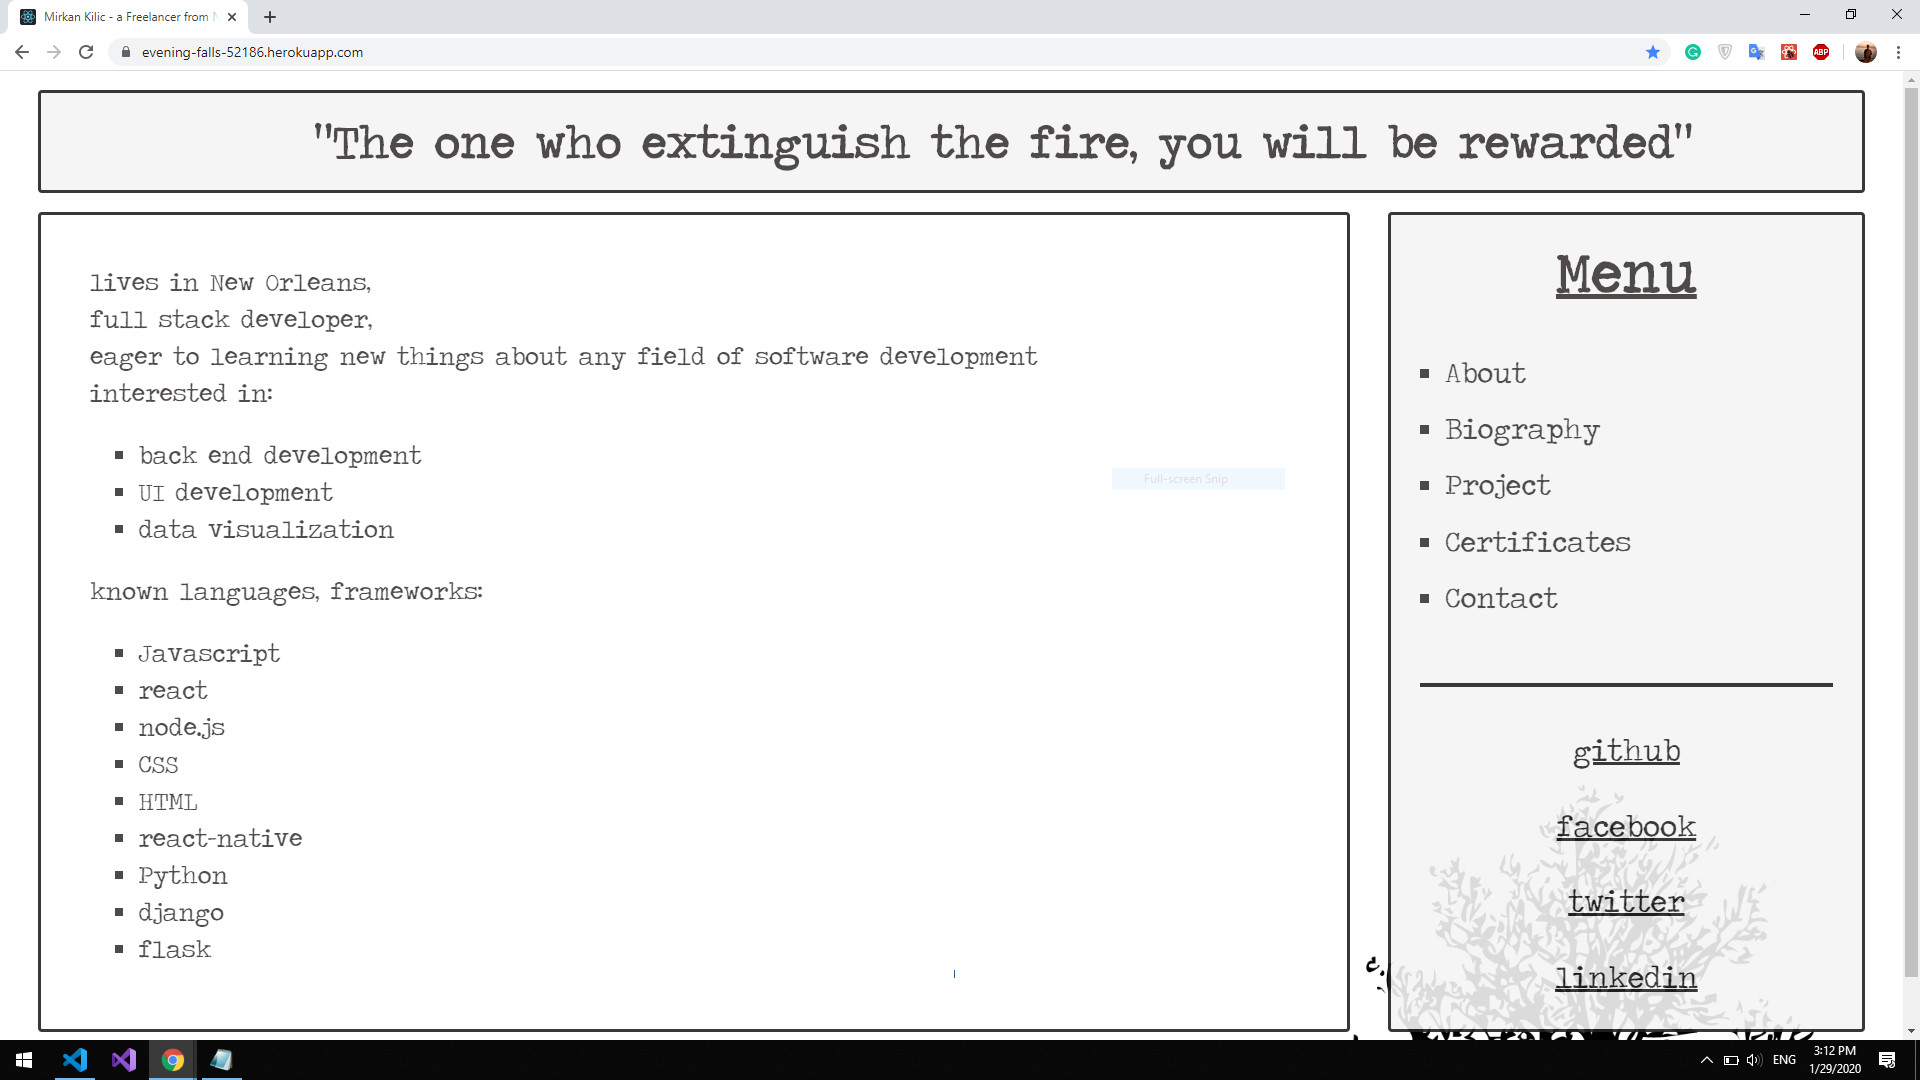 Mirkan Kilic - a Freelancer from
evening-falls-52186.herokuapp.com
ABP
"The one who extinguish the fire, you will be rewarded"
lives in New Orleans,
full stack developer,
eager to learning new things about any field of software development
interested in:
back end development
UI development
data visualization
known languages, frameworks:
Javascript
react
node.js
CSS
HTML
react-native
Python
django
flask
Full-screen Snip
Menu
About
Biography
Project
Certificates
Contact
github
facebook
twitter
linkedin
ENG
3:12 PM
1/29/2020